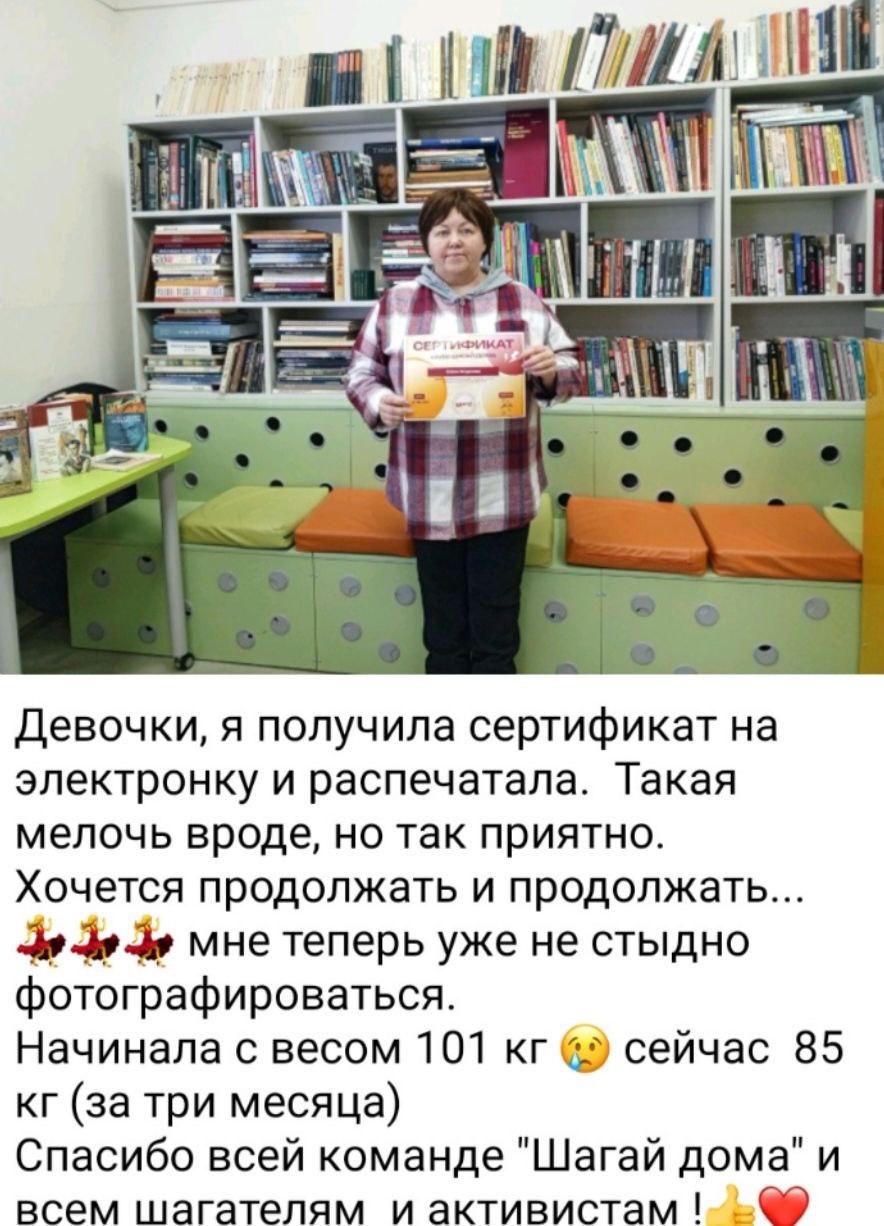 СЕРТИФИКАТ
Девочки, я получила сертификат на
электронку и распечатала.  Такая
мелочь вроде, но так приятно.
Хочется продолжать и продолжать...
💃💃💃 мне теперь уже не стыдно
фотографироваться.
Начинала с весом 101 кг 😢 сейчас  85
кг (за три месяца)
Спасибо всей команде "Шагай дома" и
всем шагателям  и активистам !👍❤️